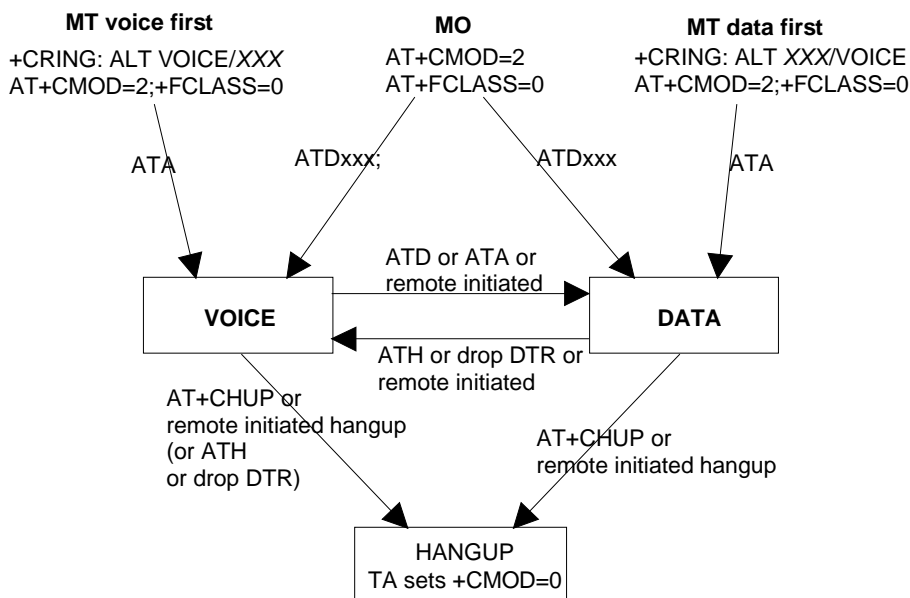 MT voice first
+CRING: ALT VOICE/XXX
AT+CMOD=2;+FCLASS=0
MO
AT+CMOD=2
AT+FCLASS=0
MT data first
+CRING: ALT XXX/VOICE
AT+CMOD=2;+FCLASS=0
ATA
ATDxxx;
ATDxxx
ATA
ATD or ATA or
remote initiated
VOICE
DATA
ATH or drop DTR or
remote initiated
AT+CHUP or
remote initiated hangup
(or ATH
or drop DTR)
AT+CHUP or
remote initiated hangup
HANGUP
TA sets +CMOD=0